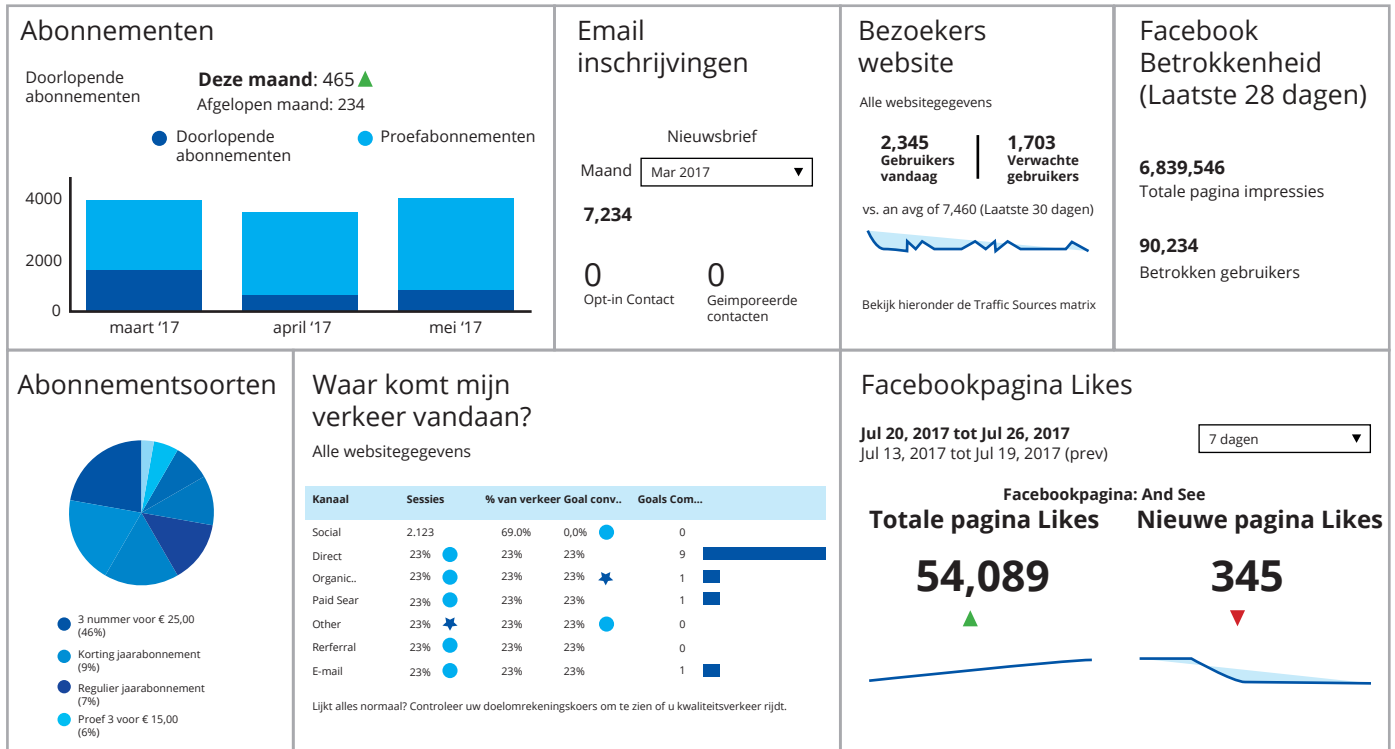 Abonnementen
Doorlopende
abonnementen
Deze maand: 465
Afgelopen maand: 234
Doorlopende
abonnementen
Proefabonnementen
4000
2000
0
maart ‘17
april ‘17
mei ‘17
Email
inschrijvingen
Nieuwsbrief
Maand
Mar 2017
7,234
0
Opt-in Contact
0
Geimporeerde
contacten
Bezoekers
website
Alle websitegegevens
2,345
Gebruikers
vandaag
1,703
Verwachte
gebruikers
vs. an avg of 7,460 (Laatste 30 dagen)
Bekijk hieronder de Traffic Sources matrix
Facebook
Betrokkenheid
(Laatste 28 dagen)
6,839,546
Totale pagina impressies
90,234
Betrokken gebruikers
Abonnementsoorten
3 nummer voor € 25,00
(46%)
Korting jaarabonnement
(9%)
Regulier jaarabonnement
(7%)
Proef 3 voor € 15,00
(6%)
Waar komt mijn
verkeer vandaan?
Alle websitegegevens
Kanaal Sessies % van verkeer Goal conv.. Goals Com...
Social 2.123 69.0% 0,0% 0
Direct 23% 23% 23% 9
Organic.. 23% 23% 23% 1
Paid Sear 23% 23% 23% 1
Other 23% 23% 23% 0
Rerferral 23% 23% 23% 0
E-mail 23% 23% 23% 1
Lijkt alles normaal? Controleer uw doelomrekeningskoers om te zien of u kwaliteitsverkeer rijdt.
Facebookpagina Likes
Jul 20, 2017 tot Jul 26, 2017
Jul 13, 2017 tot Jul 19, 2017 (prev)
7 dagen
Facebookpagina: And See
Totale pagina Likes
54,089
Nieuwe pagina Likes
345